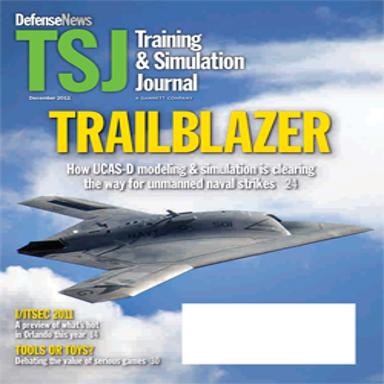 DefenseNews
TSJ
Training
& Simulation
Journal
December 2011
A GANNETT COMPANY
TRAILBLAZER
How UCAS-D modeling & simulation is clearing
the way for unmanned naval strikes 24
I/ITSEC 2011
A preview of what's hot
in Orlando this year 14
TOOLS OR TOYS?
Debating the value of serious games 30